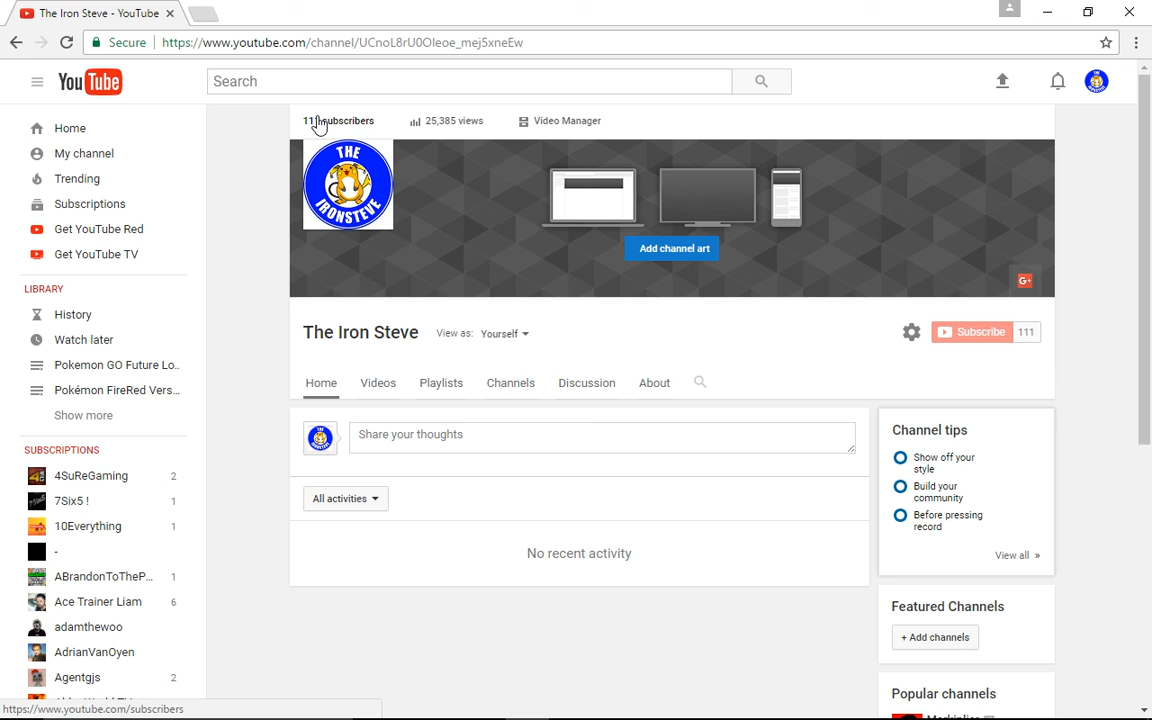 The Iron Steve - YouTube
Secure
https://www.youtube.com/channel/UCnoL8rU0Oleoe_mej5xneEw
YouTube
Search
subscribers
25,385 views
Video Manager
THE
IRONSTEVE
Add channel art
G+
The Iron Steve
View as: Yourself
Subscribe 111
Home
Videos
Playlists
Channels
Discussion
About
Share your thoughts
All activities
No recent activity
Channel tips
Show off your
style
Build your
community
Before pressing
record
View all »
Featured Channels
+ Add channels
Popular channels
Home
My channel
Trending
Subscriptions
Get YouTube Red
Get YouTube TV
LIBRARY
History
Watch later
Pokemon GO Future Lo..
Pokémon FireRed Vers...
Show more
SUBSCRIPTIONS
4SuReGaming 2
7Six5 ! 1
10Everything 1
-
ABrandonToTheP... 1
Ace Trainer Liam 6
adamthewoo
AdrianVanOyen
Agentgjs 2
https://www.youtube.com/subscribers